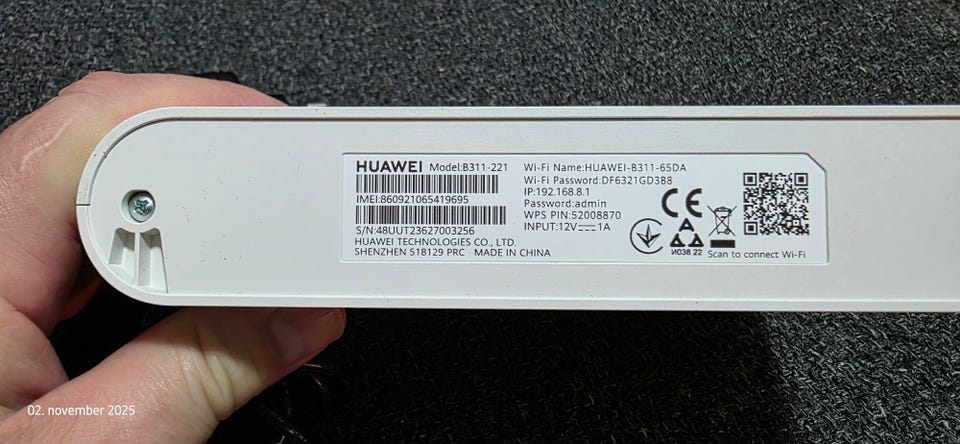 HUAWEI Model:B311-221
IMEI:860921065419695
S/N:48UUT23627003256
HUAWEI TECHNOLOGIES CO., LTD.
SHENZHEN 518129 PRC MADE IN CHINA
Wi-Fi Name:HUAWEI-B311-65DA
Wi-Fi Password:DF6321GD3B8
IP:192.168.8.1
Password:admin
WPS PIN:52008870
INPUT:12V⎓1A
CE
И038 22
Scan to connect Wi-Fi
02. november 2025